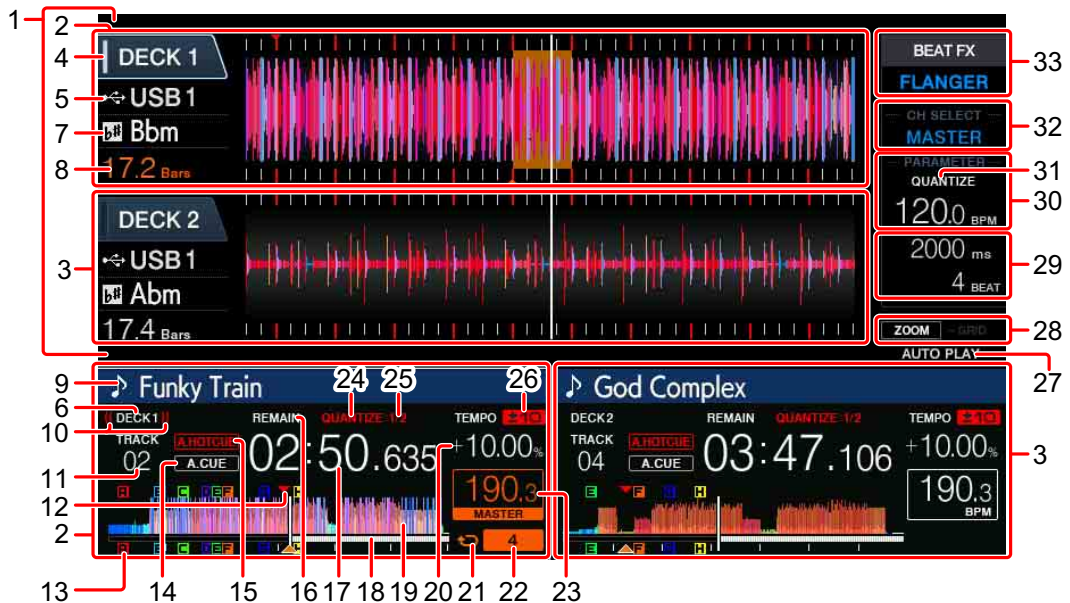 1
2
4
DECK 1
5
USB 1
7
b# Bbm
8
17.2 Bars
3
DECK 2
USB 1
b# Abm
17.4 Bars
BEAT FX
33
FLANGER
CH SELECT
32
MASTER
PARAMETER
31
QUANTIZE
30
120.0 BPM
2000 ms
29
4 BEAT
ZOOM
GRID
28
AUTO PLAY
27
9
♪ Funky Train
24
25
26
6
DECK1
REMAIN
QUANTIZE 1/2
TEMPO
±10
10
TRACK
A.HOTCUE
02:50.635
+10.00%
11
02
A.CUE
12
190.3
MASTER
2
A
C
D
E
F
H
4
13
14
15
16
17
18
19
20
21
22
23
♪ God Complex
DECK2
REMAIN
QUANTIZE 1/2
TEMPO
±10
TRACK
A.HOTCUE
03:47.106
+10.00%
04
A.CUE
3
190.3
BPM
E
F
H